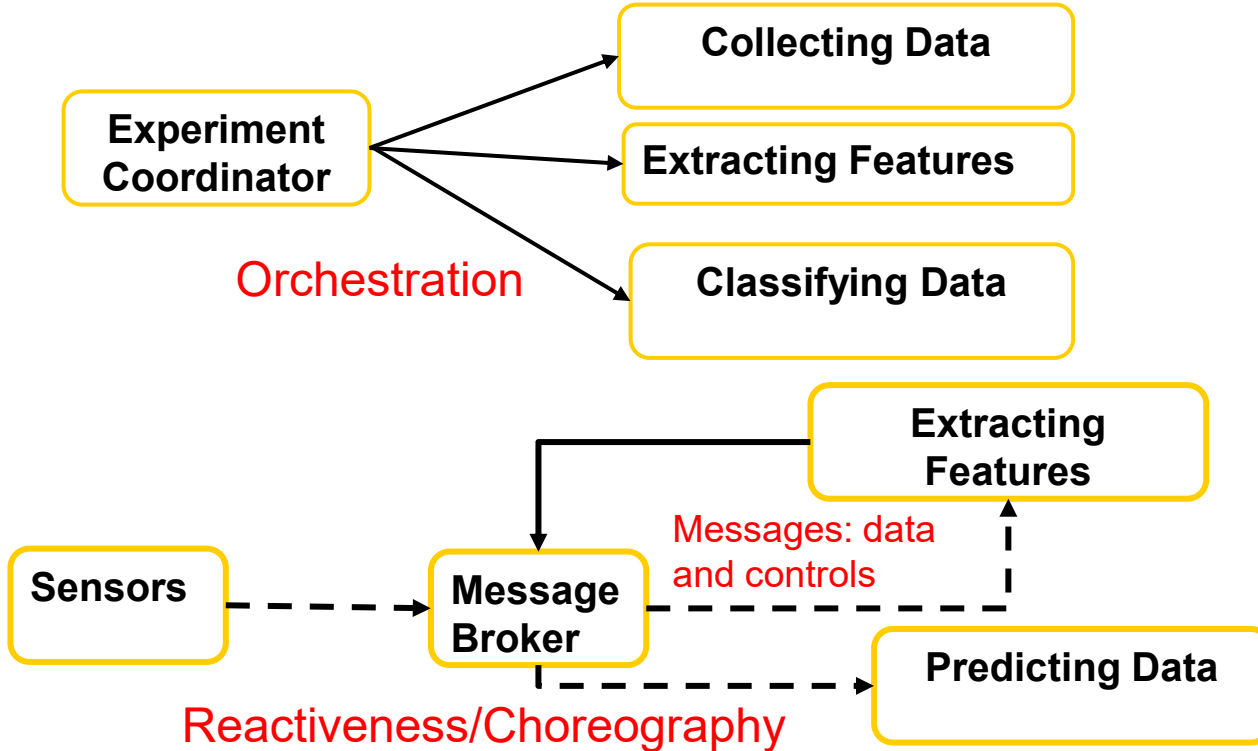 Collecting Data
Experiment
Coordinator
Extracting Features
Orchestration
Classifying Data
Extracting
Features
Messages: data
and controls
Sensors
Message
Broker
Predicting Data
Reactiveness/Choreography